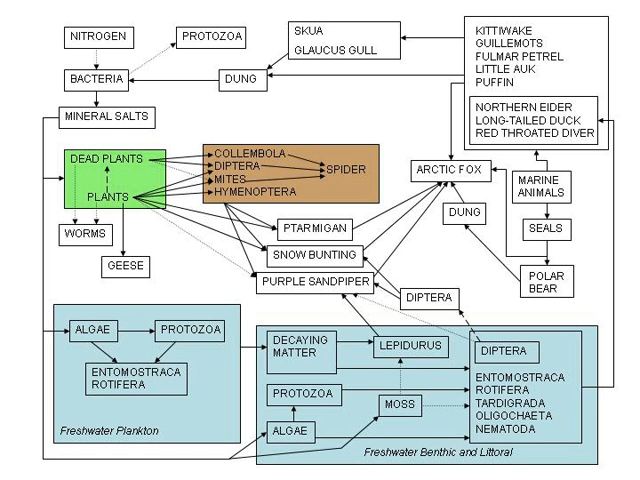 NITROGEN
PROTOZOA
SKUA
GLAUCUS GULL
KITTIWAKE
GUILLEMOTS
FULMAR PETREL
LITTLE AUK
PUFFIN
BACTERIA
DUNG
MINERAL SALTS
NORTHERN EIDER
LONG-TAILED DUCK
RED THROATED DIVER
DEAD PLANTS
PLANTS
COLLEMBOLA
DIPTERA
MITES
HYMENOPTERA
SPIDER
ARCTIC FOX
MARINE
ANIMALS
WORMS
GEESE
PTARMIGAN
SNOW BUNTING
PURPLE SANDPIPER
DUNG
SEALS
POLAR
BEAR
DIPTERA
ALGAE
PROTOZOA
ENTOMOSTRACA
ROTIFERA
Freshwater Plankton
DECAYING
MATTER
LEPIDURUS
DIPTERA
PROTOZOA
MOSS
ALGAE
ENTOMOSTRACA
ROTIFERA
TARDIGRADA
OLIGOCHAETA
NEMATODA
Freshwater Benthic and Littoral